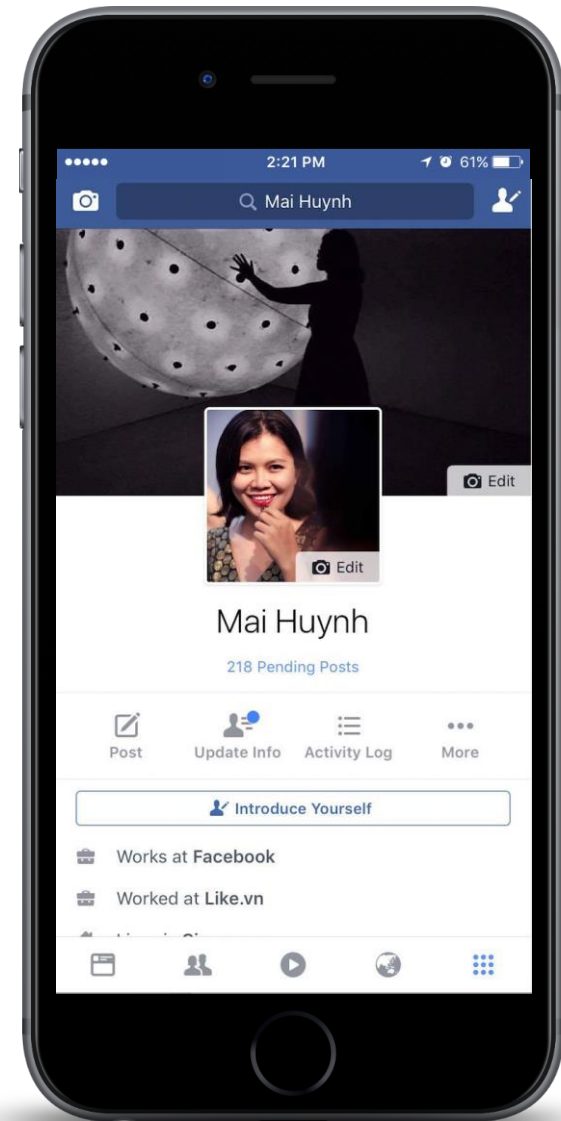 2:21 PM 61%
Mai Huynh
Edit
Edit
Mai Huynh
218 Pending Posts
Post Update Info Activity Log More
Introduce Yourself
Works at Facebook
Worked at Like.vn